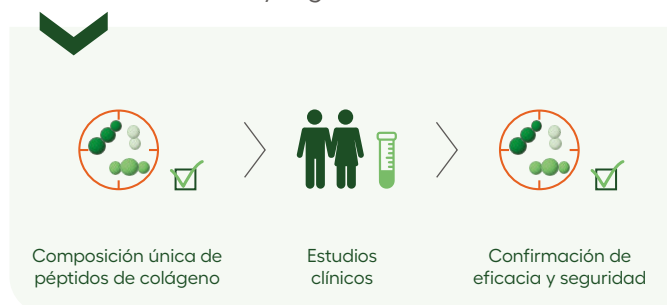 Composición única de
péptidos de colágeno
Estudios
clínicos
Confirmación de
eficacia y seguridad